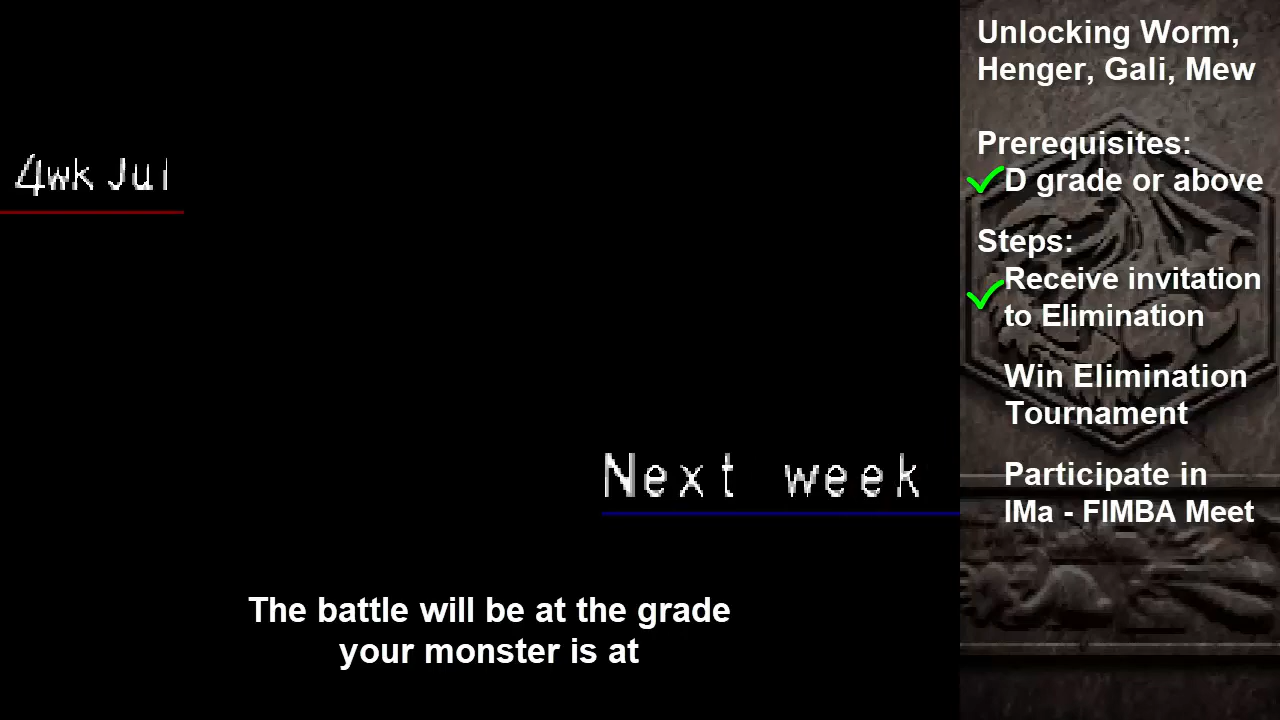 4wk Jul
Next week
The battle will be at the grade
your monster is at
Unlocking Worm,
Henger, Gali, Mew
Prerequisites:
D grade or above
Steps:
Receive invitation
to Elimination
Win Elimination
Tournament
Participate in
IMa - FIMBA Meet